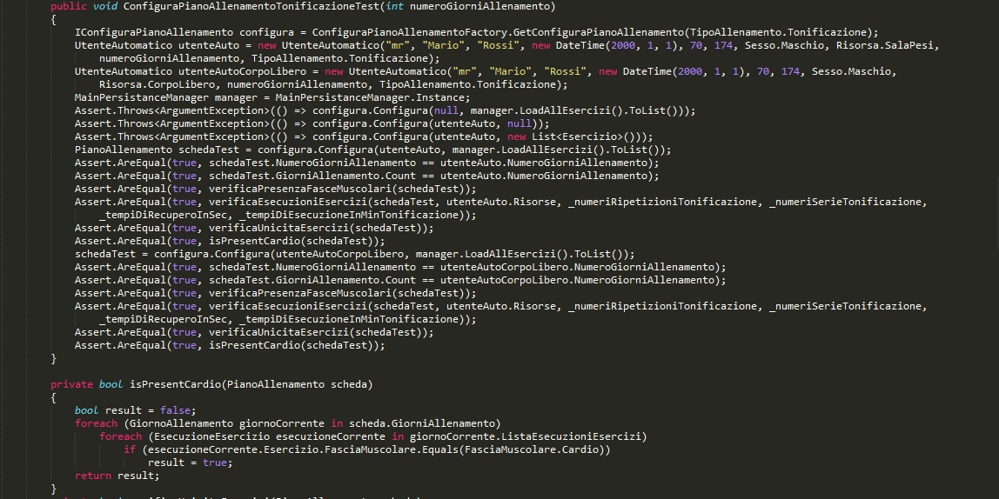 public void ConfiguraPianoAllenamentoTonificazioneTest(int numeroGiorniAllenamento)
{
IConfiguraPianoAllenamento configura = ConfiguraPianoAllenamentoFactory.GetConfiguraPianoAllenamento(TipoAllenamento.Tonificazione);
UtenteAutomatico utenteAuto = new UtenteAutomatico("mr", "Mario", "Rossi", new DateTime(2000, 1, 1), 70, 174, Sesso.Maschio, Risorsa.SalaPesi,
numeroGiorniAllenamento, TipoAllenamento.Tonificazione);
UtenteAutomatico utenteAutoCorpoLibero = new UtenteAutomatico("mr", "Mario", "Rossi", new DateTime(2000, 1, 1), 70, 174, Sesso.Maschio,
Risorsa.CorpoLibero, numeroGiorniAllenamento, TipoAllenamento.Tonificazione);
MainPersistanceManager manager = MainPersistanceManager.Instance;
Assert.Throws<ArgumentException>(() => configura.Configura(null, manager.LoadAllEsercizi().ToList()));
Assert.Throws<ArgumentException>(() => configura.Configura(utenteAuto, null));
Assert.Throws<ArgumentException>(() => configura.Configura(utenteAuto, new List<Esercizio>()));
PianoAllenamento schedaTest = configura.Configura(utenteAuto, manager.LoadAllEsercizi().ToList());
Assert.AreEqual(true, schedaTest.NumeroGiorniAllenamento == utenteAuto.NumeroGiorniAllenamento);
Assert.AreEqual(true, schedaTest.GiorniAllenamento.Count == utenteAuto.NumeroGiorniAllenamento);
Assert.AreEqual(true, verificaPresenzaFasceMuscolari(schedaTest));
Assert.AreEqual(true, verificaEsecuzioniEsercizi(schedaTest, utenteAuto.Risorse, _numeriRipetizioniTonificazione, _numeriSerieTonificazione,
_tempiDiRecuperoInSec, _tempiDiEsecuzioneInMinTonificazione));
Assert.AreEqual(true, verificaUnicitaEsercizi(schedaTest));
Assert.AreEqual(true, isPresentCardio(schedaTest));
schedaTest = configura.Configura(utenteAutoCorpoLibero, manager.LoadAllEsercizi().ToList());
Assert.AreEqual(true, schedaTest.NumeroGiorniAllenamento == utenteAutoCorpoLibero.NumeroGiorniAllenamento);
Assert.AreEqual(true, schedaTest.GiorniAllenamento.Count == utenteAutoCorpoLibero.NumeroGiorniAllenamento);
Assert.AreEqual(true, verificaPresenzaFasceMuscolari(schedaTest));
Assert.AreEqual(true, verificaEsecuzioniEsercizi(schedaTest, utenteAuto.Risorse, _numeriRipetizioniTonificazione, _numeriSerieTonificazione,
_tempiDiRecuperoInSec, _tempiDiEsecuzioneInMinTonificazione));
Assert.AreEqual(true, verificaUnicitaEsercizi(schedaTest));
Assert.AreEqual(true, isPresentCardio(schedaTest));
}
private bool isPresentCardio(PianoAllenamento scheda)
{
bool result = false;
foreach (GiornoAllenamento giornoCorrente in scheda.GiorniAllenamento)
foreach (EsecuzioneEsercizio esecuzioneCorrente in giornoCorrente.ListaEsecuzioniEsercizi)
if (esecuzioneCorrente.Esercizio.FasciaMuscolare.Equals(FasciaMuscolare.Cardio))
result = true;
return result;
}